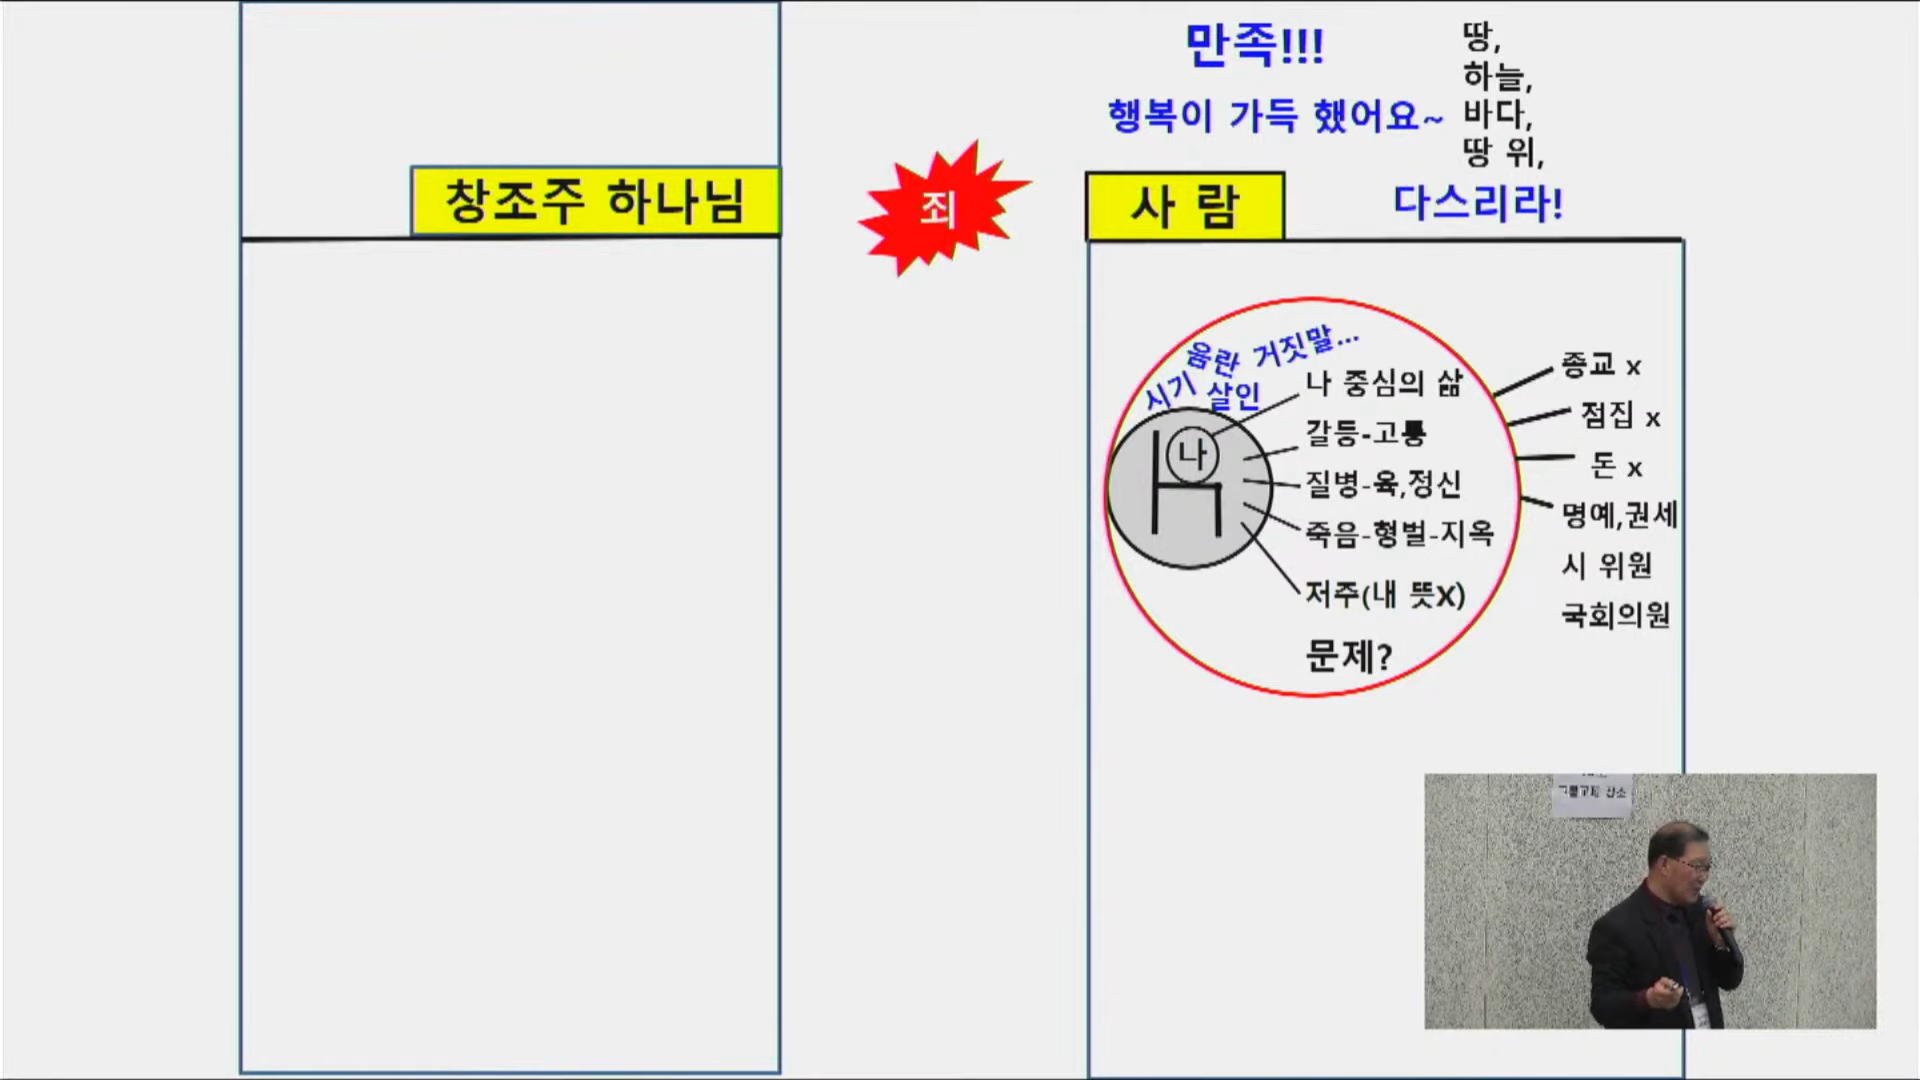 만족!!!
행복이 가득 했어요~
땅,
하늘,
바다,
땅 위,
다스리라!
창조주 하나님
죄
사 람
시기 음란 거짓말...
살인
나
나 중심의 삶
갈등-고통
질병-육,정신
죽음-형벌-지옥
저주(내 뜻X)
문제?
종교 x
점집 x
돈 x
명예,권세
시 위원
국회의원